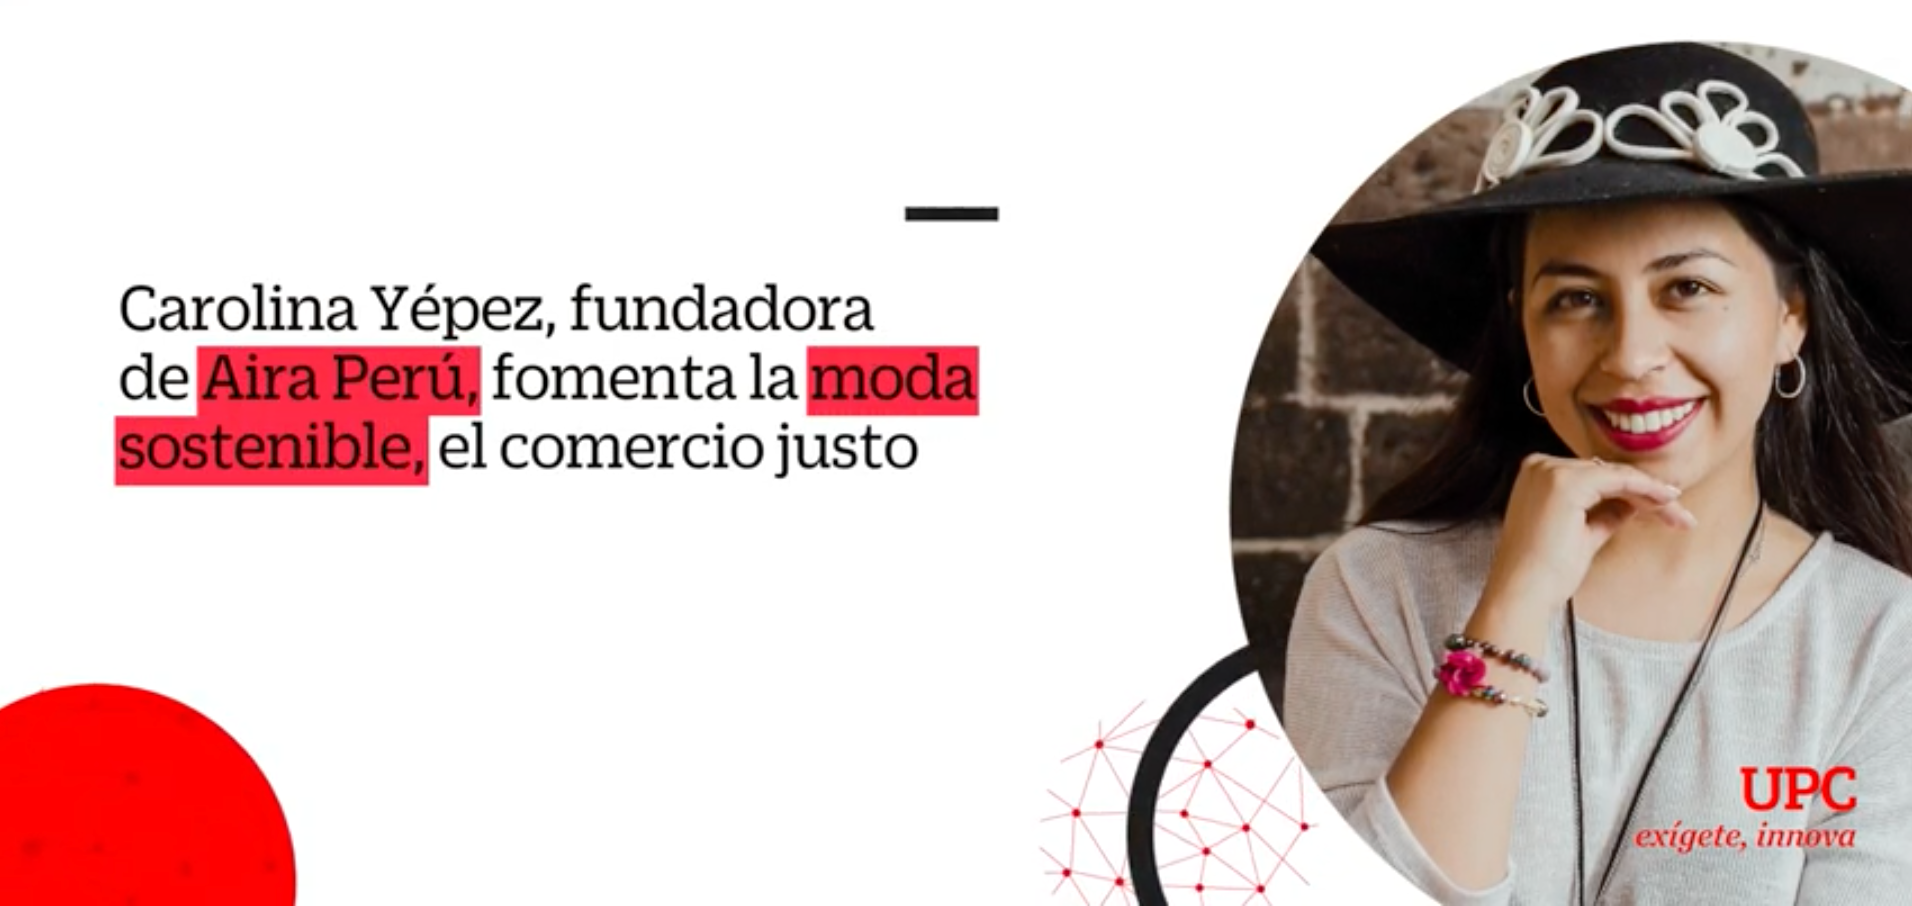 Carolina Yépez, fundadora
de Aira Perú, fomenta la moda
sostenible, el comercio justo
UPC
exígete, innova